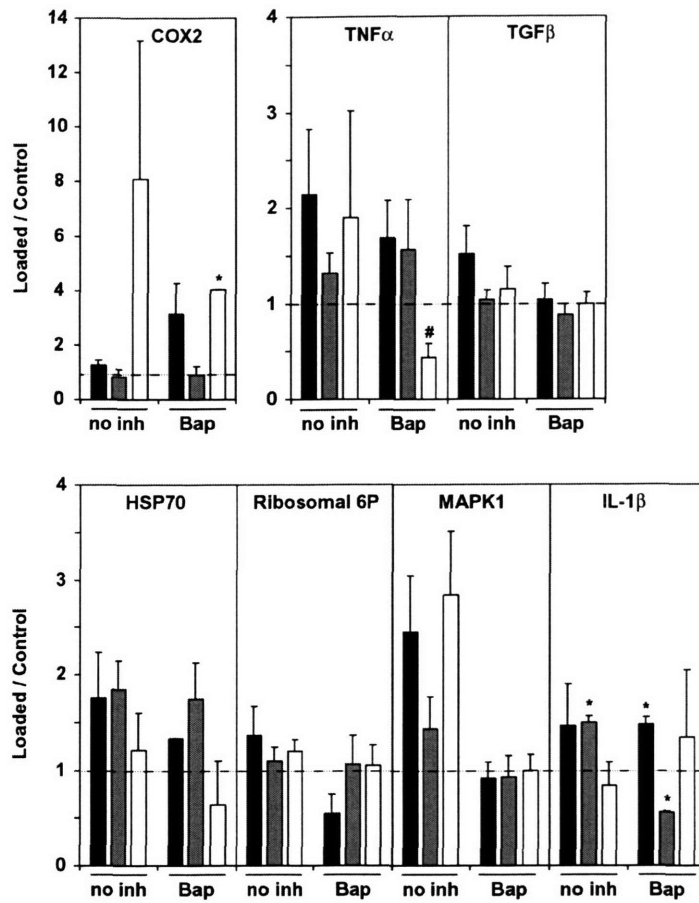 14
12
10
8
6
4
2
0
Loaded / Control
COX2
*
no inh Bap
4
3
2
1
0
TNFα TGFβ
#
no inh Bap no inh Bap
4
3
2
1
0
Loaded / Control
HSP70 Ribosomal 6P MAPK1 IL-1β
* *
*
no inh Bap no inh Bap no inh Bap no inh Bap